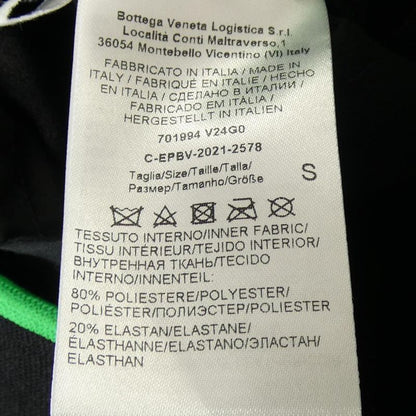 Bottega Veneta Logistica S.r.l.
Località Conti Maltraverso,1
36054 Montebello Vicentino (VI) Italy
FABBRICATO IN ITALIA / MADE IN
ITALY / FABRIQUÉ EN ITALIE / HECHO
EN ITALIA / СДЕЛАНО В ИТАЛИИ /
FABRICADO EM ITÁLIA /
HERGESTELLT IN ITALIEN
701994 V24G0
C-EPBV-2021-2578
Taglia/Size/Taille/Talla/
Размер/Tamanho/Größe S
TESSUTO INTERNO/INNER FABRIC/
TISSU INTÉRIEUR/TEJIDO INTERIOR/
ВНУТРЕННАЯ ТКАНЬ/TECIDO
INTERNO/INNENTEIL:
80% POLIESTERE/POLYESTER/
POLIÉSTER/ПОЛИЭСТЕР/POLYESTER
20% ELASTAN/ELASTANE/
ÉLASTHANNE/ELASTANO/ЭЛАСТАН/
ELASTHAN